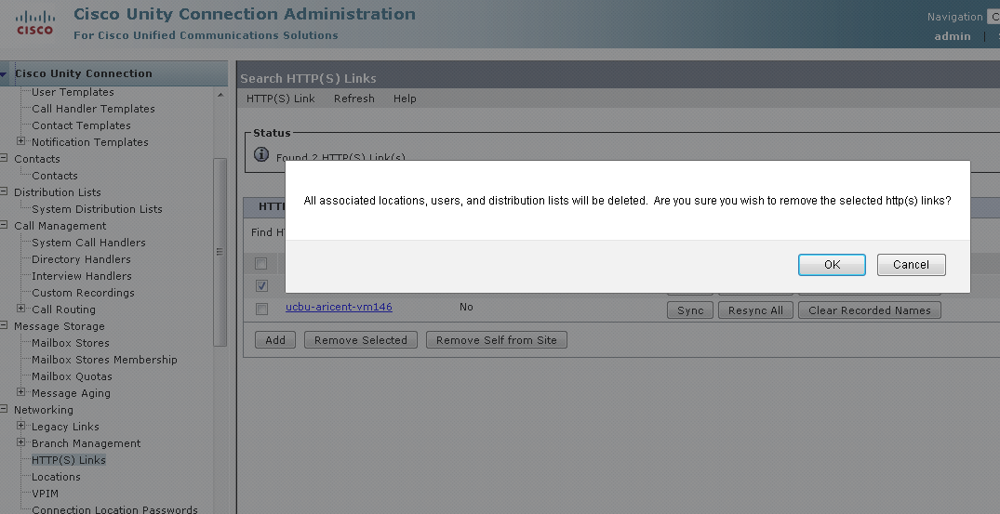 Cisco Unity Connection Administration
For Cisco Unified Communications Solutions
CISCO
Navigation
admin |
Cisco Unity Connection
User Templates
Call Handler Templates
Contact Templates
Notification Templates
Contacts
Contacts
Distribution Lists
System Distribution Lists
Call Management
System Call Handlers
Directory Handlers
Interview Handlers
Custom Recordings
Call Routing
Message Storage
Mailbox Stores
Mailbox Stores Membership
Mailbox Quotas
Message Aging
Networking
Legacy Links
Branch Management
HTTP(S) Links
Locations
VPIM
Connection Location Passwords
Search HTTP(S) Links
HTTP(S) Link Refresh Help
Status
Found 2 HTTP(S) Link(s)
HTT
Find H
All associated locations, users, and distribution lists will be deleted. Are you sure you wish to remove the selected http(s) links?
OK Cancel
ucbu-aricent-vm146 No Sync Resync All Clear Recorded Names
Add Remove Selected Remove Self from Site